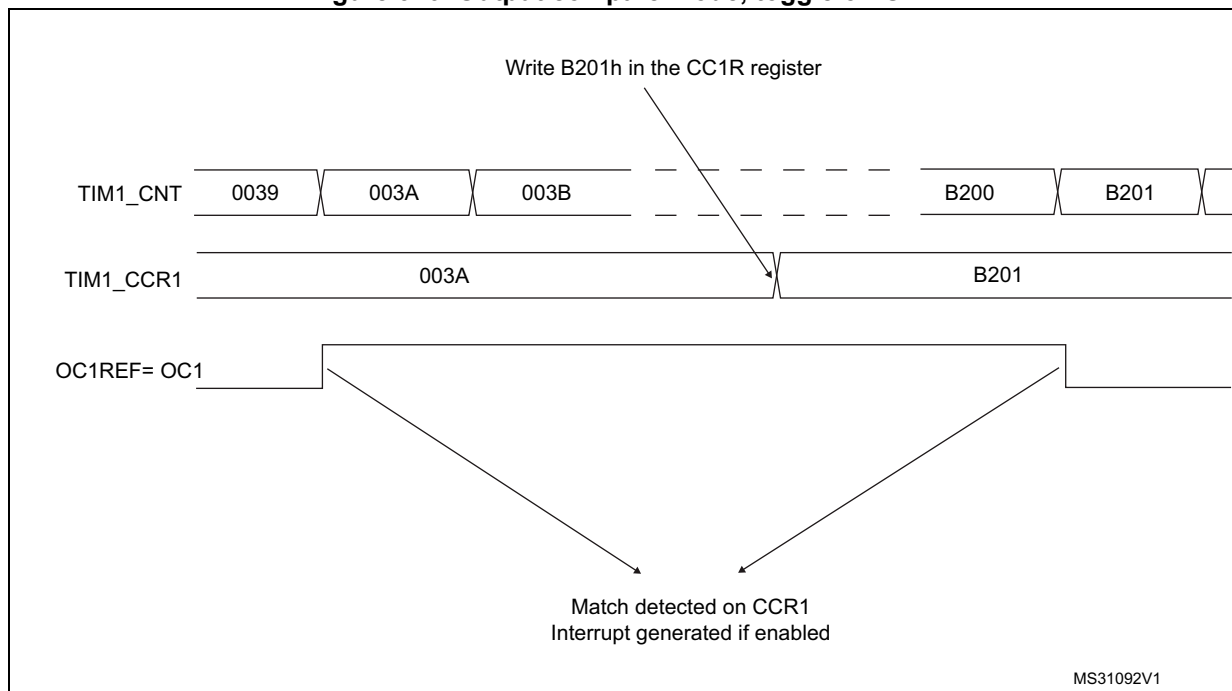 Write B201h in the CC1R register
TIM1_CNT 0039 003A 003B B200 B201
TIM1_CCR1 003A B201
OC1REF= OC1
Match detected on CCR1
Interrupt generated if enabled
MS31092V1